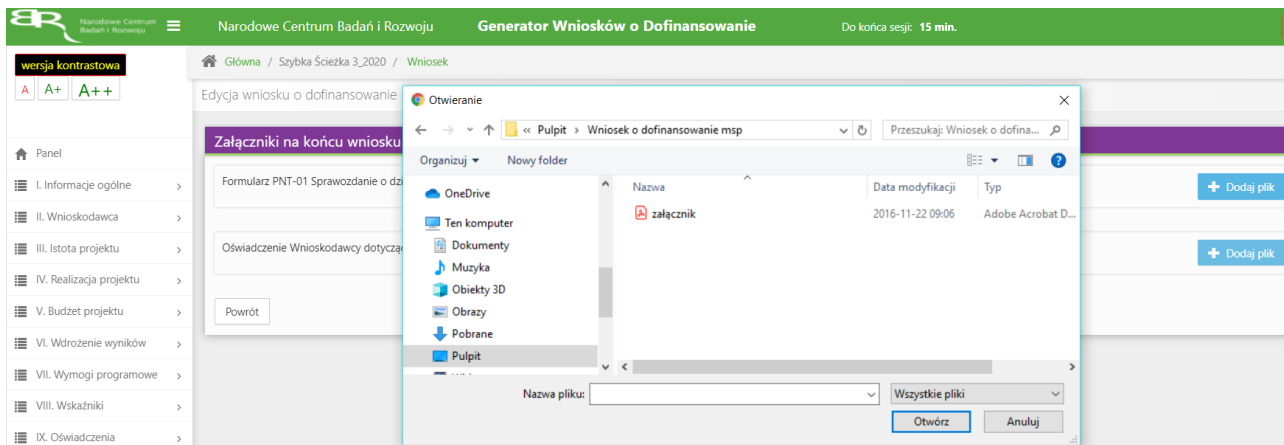 Narodowe Centrum
Badań i Rozwoju
Narodowe Centrum Badań i Rozwoju Generator Wniosków o Dofinansowanie Do końca sesji: 15 min.
wersja kontrastowa
A A+ A++
Główna / Szybka Ścieżka 3_2020 / Wniosek
Edycja wniosku o dofinansowanie
Załączniki na końcu wniosku
Formularz PNT-01 Sprawozdanie o dzi
Dodaj plik
Oświadczenie Wnioskodawcy dotycząc
Dodaj plik
Powrót
Panel
I. Informacje ogólne
II. Wnioskodawca
III. Istota projektu
IV. Realizacja projektu
V. Budżet projektu
VI. Wdrożenie wyników
VII. Wymogi programowe
VIII. Wskaźniki
IX. Oświadczenia
Otwieranie
« Pulpit › Wniosek o dofinansowanie msp
Przeszukaj: Wniosek o dofina...
Organizuj Nowy folder
OneDrive
Ten komputer
Dokumenty
Muzyka
Obiekty 3D
Obrazy
Pobrane
Pulpit
Nazwa Data modyfikacji Typ
załącznik 2016-11-22 09:06 Adobe Acrobat D...
Nazwa pliku: Wszystkie pliki
Otwórz Anuluj